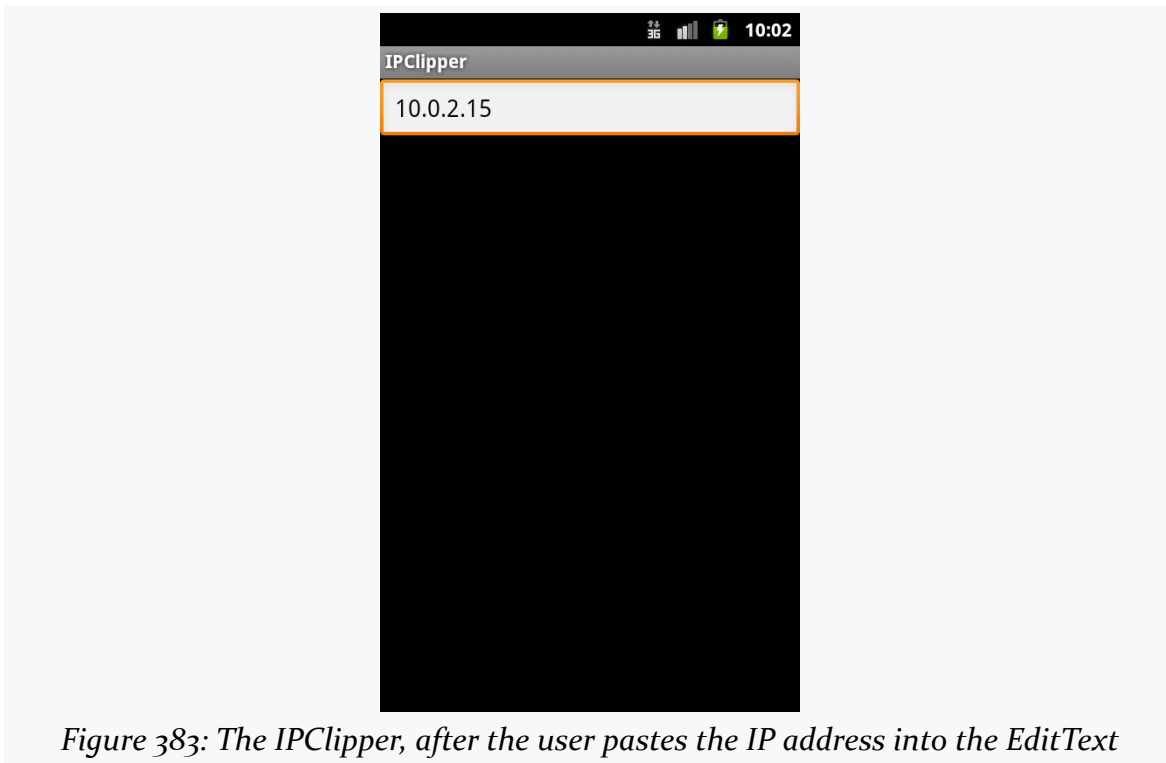 3G 10:02
IPClipper
10.0.2.15
Figure 383: The IPClipper, after the user pastes the IP address into the EditText